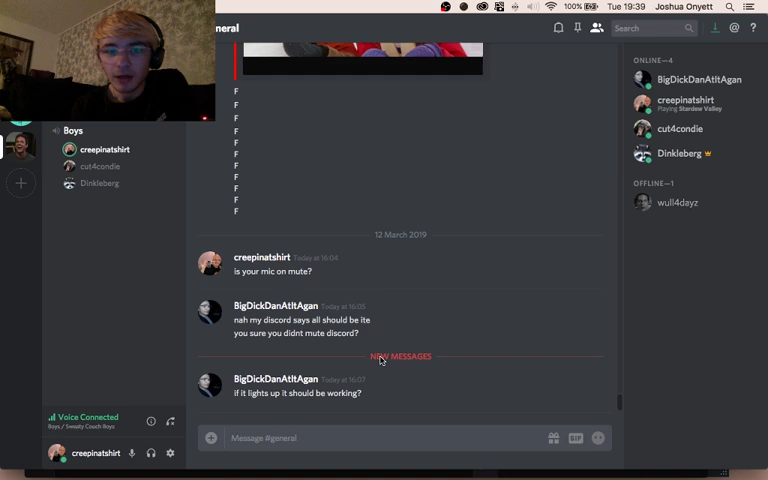 100%
Tue 19:39
Joshua Onyett
neral
Search
Boys
creepinatshirt
cut4condie
Dinkleberg
F
F
F
F
F
F
F
F
F
F
12 March 2019
creepinatshirt Today at 16:04
is your mic on mute?
BigDickDanAtItAgan Today at 16:05
nah my discord says all should be ite
you sure you didnt mute discord?
NEW MESSAGES
BigDickDanAtItAgan Today at 16:07
if it lights up it should be working?
Message #general
GIF
Voice Connected
Boys / Sweaty Couch Boys
creepinatshirt
ONLINE—4
BigDickDanAtItAgan
creepinatshirt
Playing Stardew Valley
cut4condie
Dinkleberg
OFFLINE—1
wull4dayz